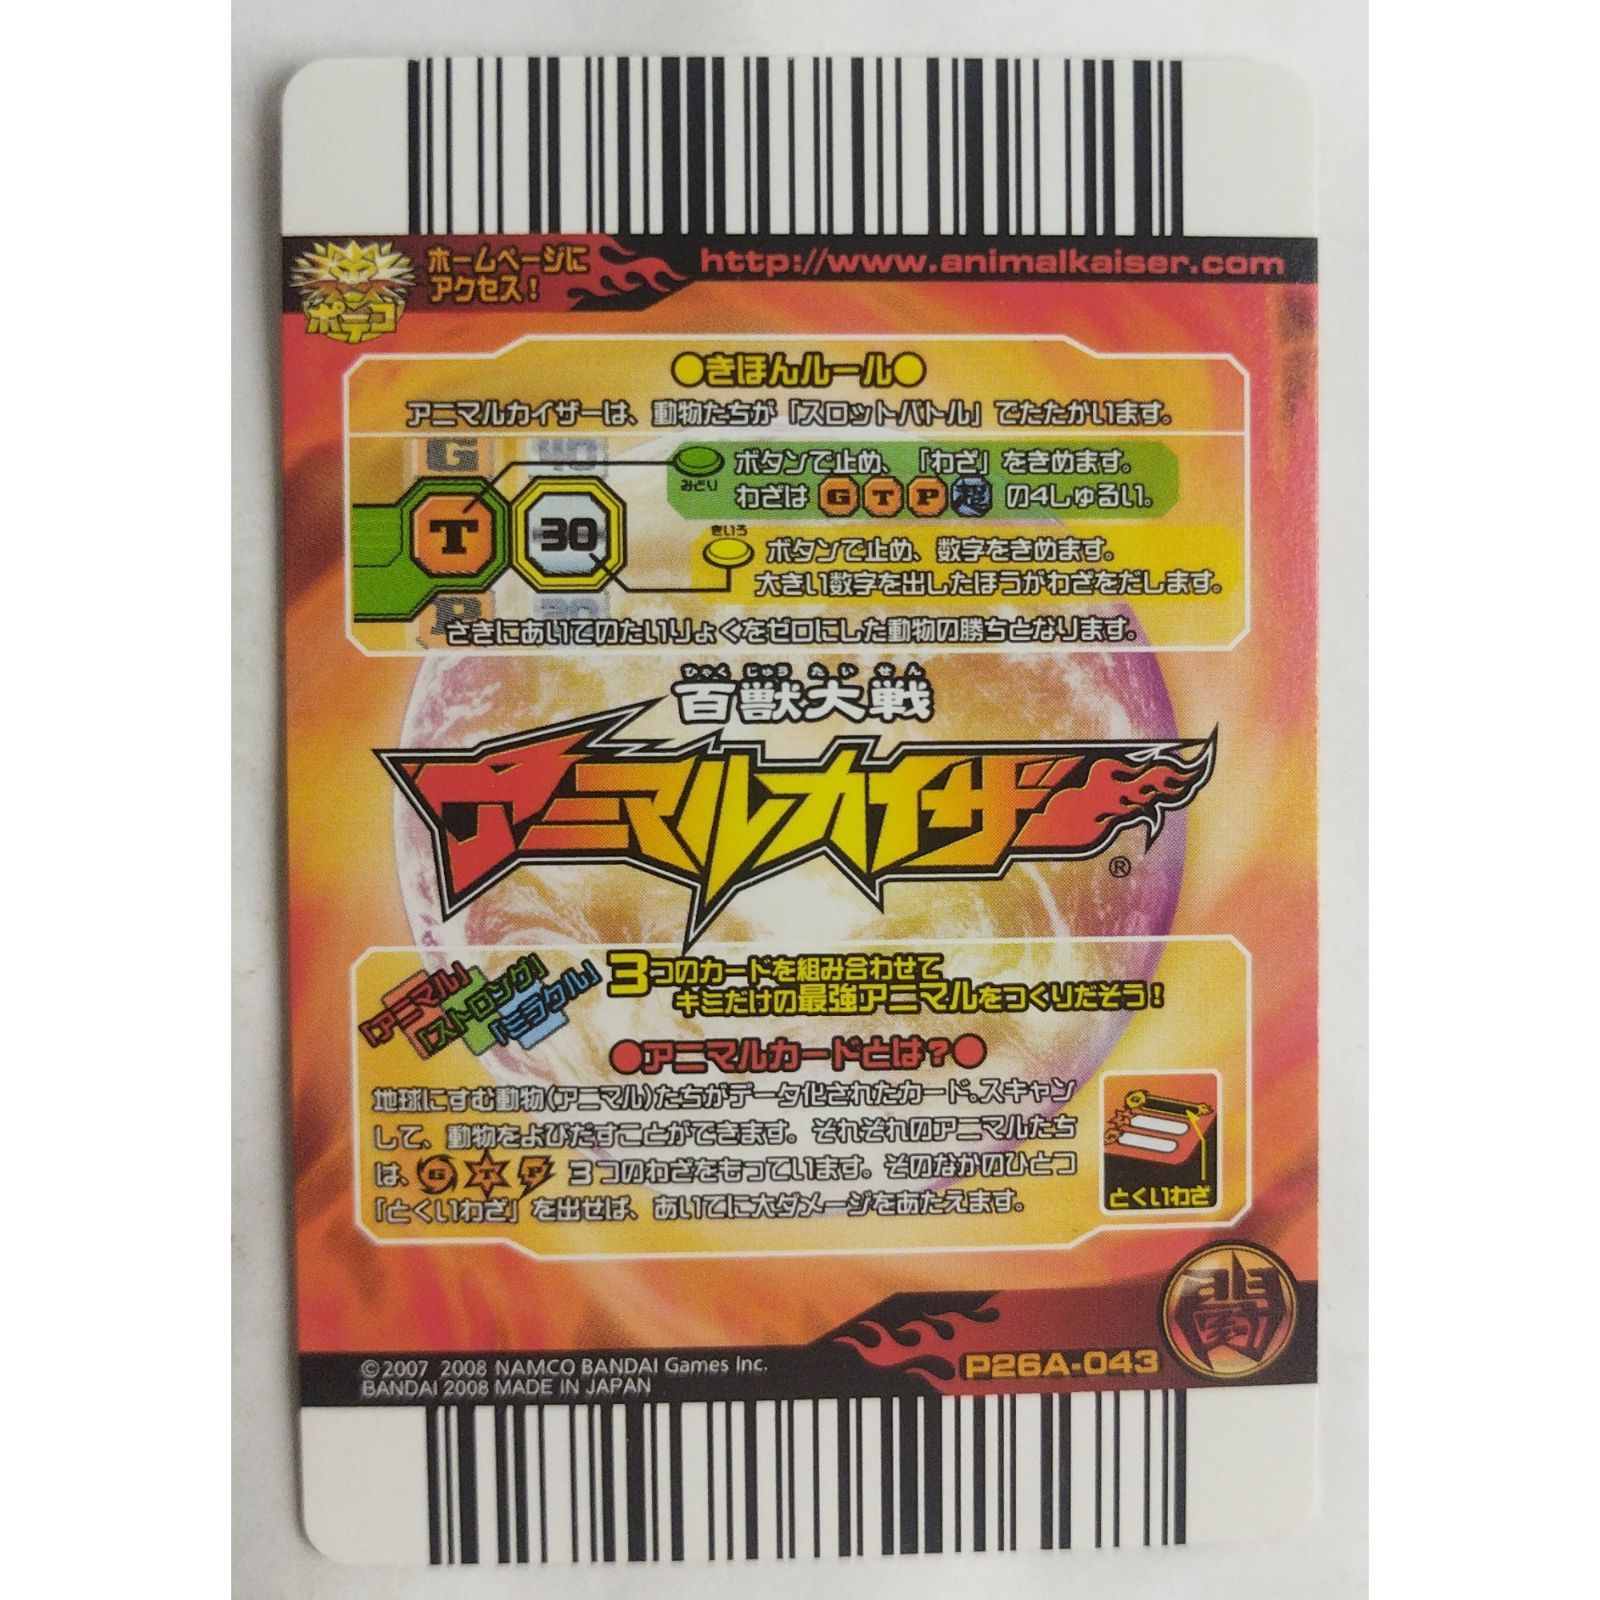 ポテコ
ホームページに
アクセス！
http://www.animalkaiser.com
●きほんルール●
アニマルカイザーは、動物たちが「スロットバトル」でたたかいます。
G 40
T 30
P 20
みどり
ボタンで止め、「わざ」をきめます。
わざは G T P 超 の4しゅるい。
きいろ
ボタンで止め、数字をきめます。
大きい数字を出したほうがわざをだします。
さきにあいてのたいりょくをゼロにした動物の勝ちとなります。
ひゃく じゅう たい せん
百獣大戦
アニマルカイザー
®
「アニマル」
「ストロング」
「ミラクル」
3つのカードを組み合わせて
キミだけの最強アニマルをつくりだそう！
●アニマルカードとは？●
地球にすむ動物(アニマル)たちがデータ化されたカード。スキャン
して、動物をよびだすことができます。それぞれのアニマルたち
は、G T P 3つのわざをもっています。そのなかのひとつ
「とくいわざ」を出せば、あいてに大ダメージをあたえます。
とくいわざ
©2007 2008 NAMCO BANDAI Games Inc.
BANDAI 2008 MADE IN JAPAN
P26A-043